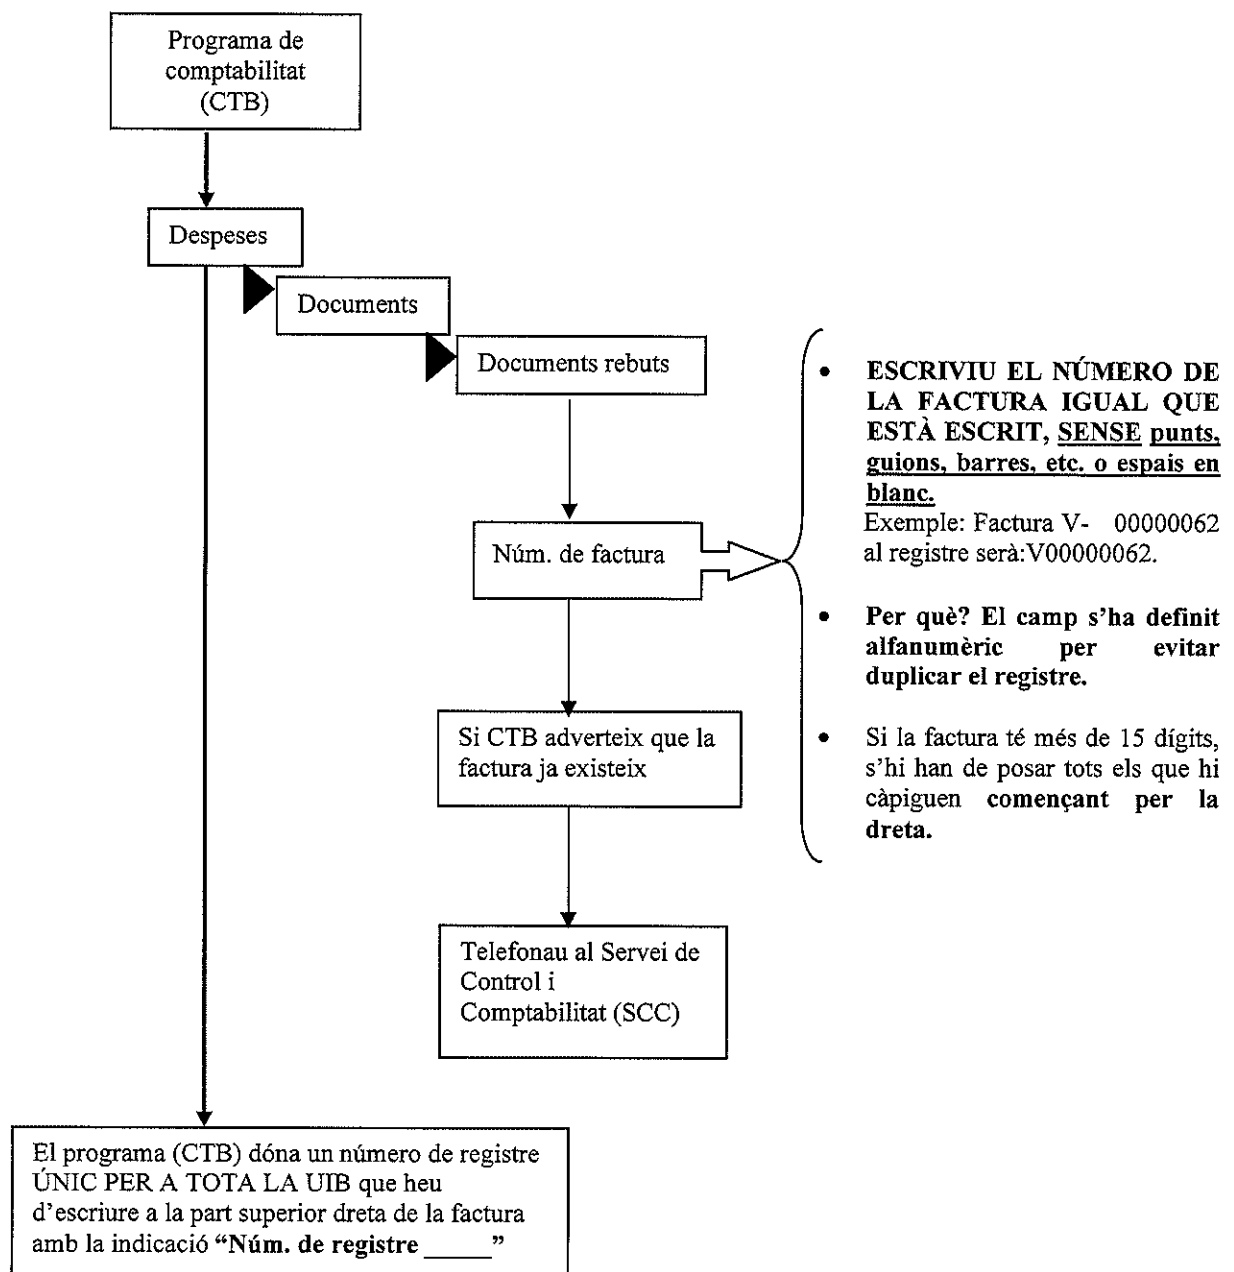 Programa de
comptabilitat
(CTB)
Despeses
Documents
Documents rebuts
Núm. de factura
• ESCRIVIU EL NÚMERO DE
LA FACTURA IGUAL QUE
ESTÀ ESCRIT, SENSE punts,
guions, barres, etc. o espais en
blanc.
Exemple: Factura V- 00000062
al registre serà:V00000062.
• Per què? El camp s’ha definit
alfanumèric per evitar
duplicar el registre.
• Si la factura té més de 15 dígits,
s’hi han de posar tots els que hi
càpiguen començant per la
dreta.
Si CTB adverteix que la
factura ja existeix
Telefonau al Servei de
Control i
Comptabilitat (SCC)
El programa (CTB) dóna un número de registre
ÚNIC PER A TOTA LA UIB que heu
d’escriure a la part superior dreta de la factura
amb la indicació “Núm. de registre _____”